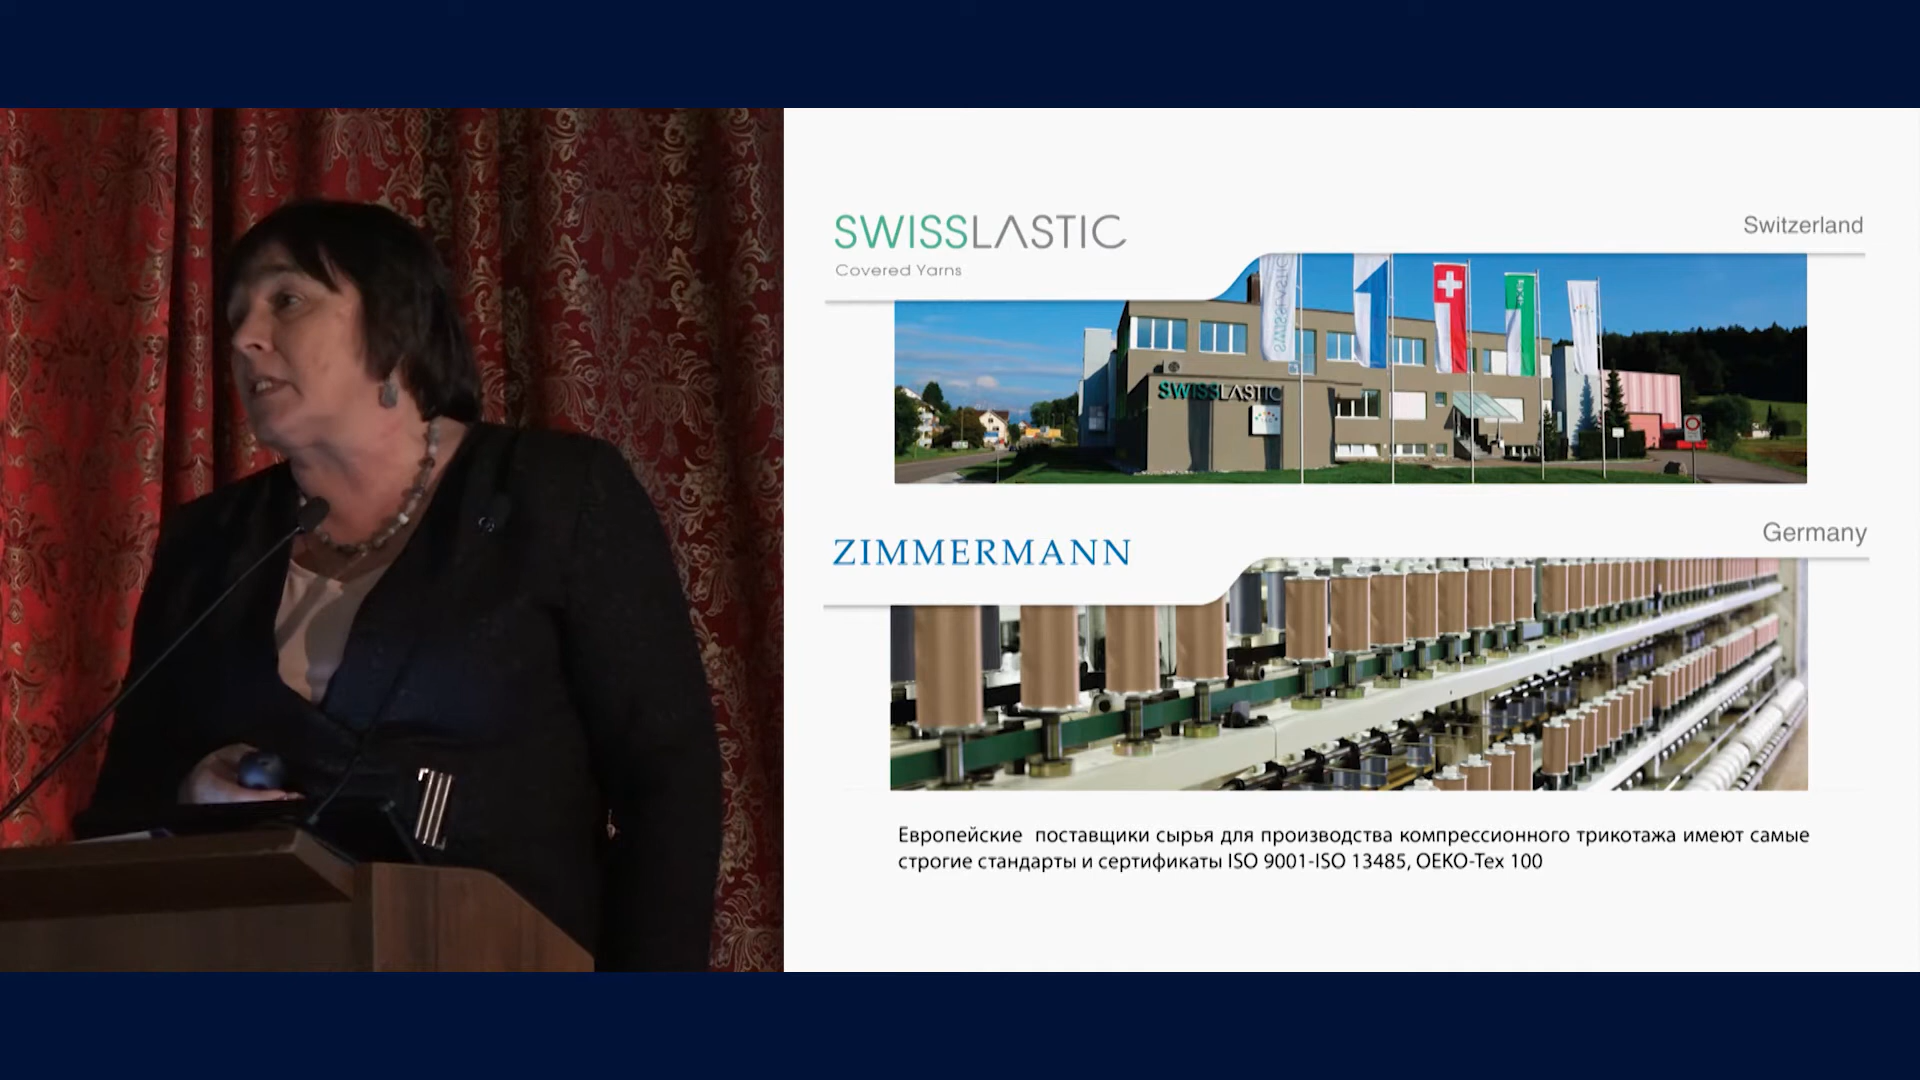 SWISSLASTIC
Covered Yarns
Switzerland
SWISSLASTIC
SWISSLASTIC
ZIMMERMANN
Germany
Европейские поставщики сырья для производства компрессионного трикотажа имеют самые
строгие стандарты и сертификаты ISO 9001-ISO 13485, OEKO-Tex 100